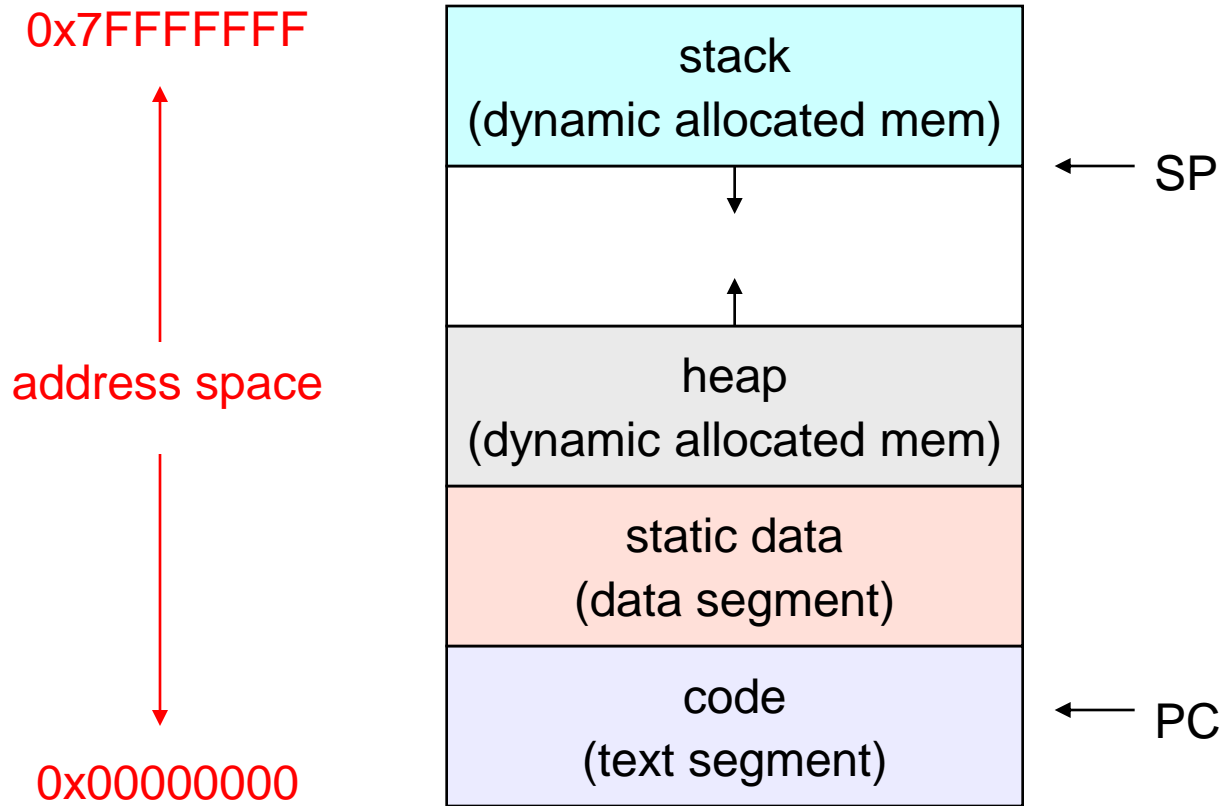 0x7FFFFFFF
stack
(dynamic allocated mem)
SP
address space
heap
(dynamic allocated mem)
static data
(data segment)
code
(text segment)
PC
0x00000000